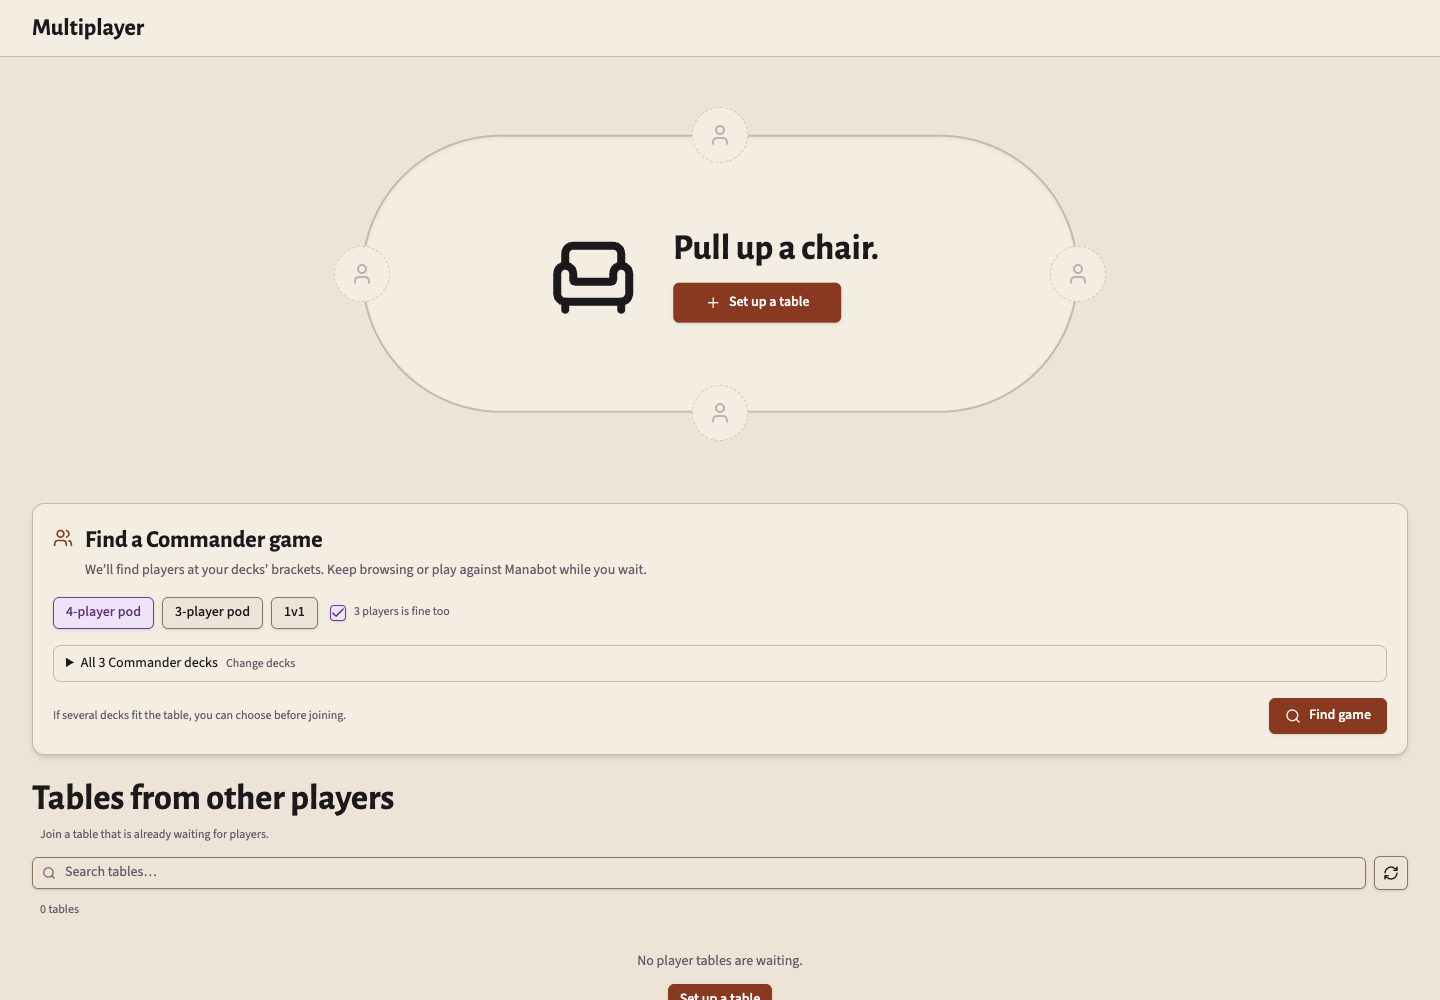 Multiplayer
Pull up a chair.
Set up a table
Find a Commander game
We’ll find players at your decks’ brackets. Keep browsing or play against Manabot while you wait.
4-player pod 3-player pod 1v1 3 players is fine too
All 3 Commander decks Change decks
If several decks fit the table, you can choose before joining. Find game
Tables from other players
Join a table that is already waiting for players.
Search tables…
0 tables
No player tables are waiting.
Set up a table